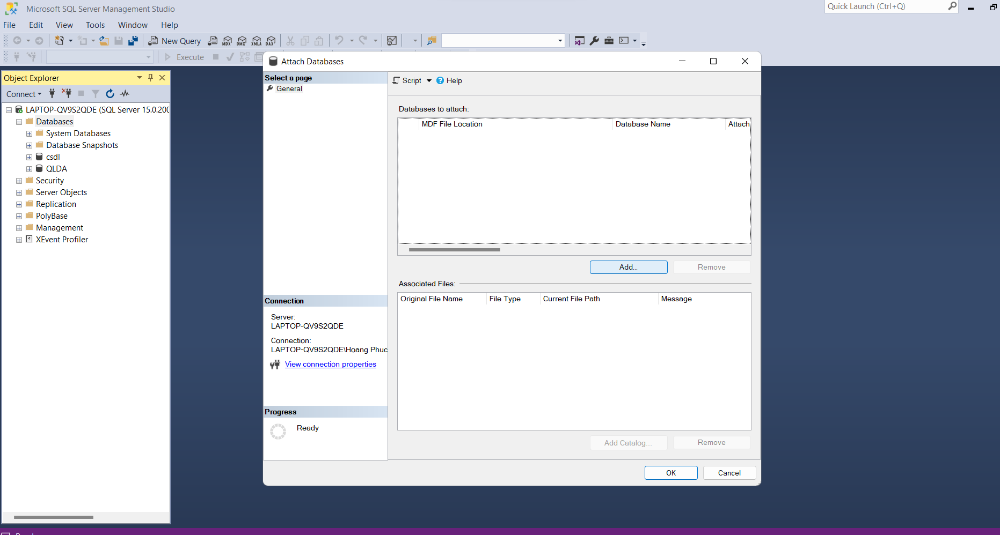 Microsoft SQL Server Management Studio
Quick Launch (Ctrl+Q)
File Edit View Tools Window Help
New Query MDX DMX XMLA DAX
Execute
Object Explorer
Connect
LAPTOP-QV9S2QDE (SQL Server 15.0.200
Databases
System Databases
Database Snapshots
csdl
QLDA
Security
Server Objects
Replication
PolyBase
Management
XEvent Profiler
Attach Databases
Select a page
General
Connection
Server:
LAPTOP-QV9S2QDE
Connection:
LAPTOP-QV9S2QDE\Hoang Phuc
View connection properties
Progress
Ready
Script Help
Databases to attach:
MDF File Location Database Name Attach
Add... Remove
Associated Files:
Original File Name File Type Current File Path Message
Add Catalog... Remove
OK Cancel